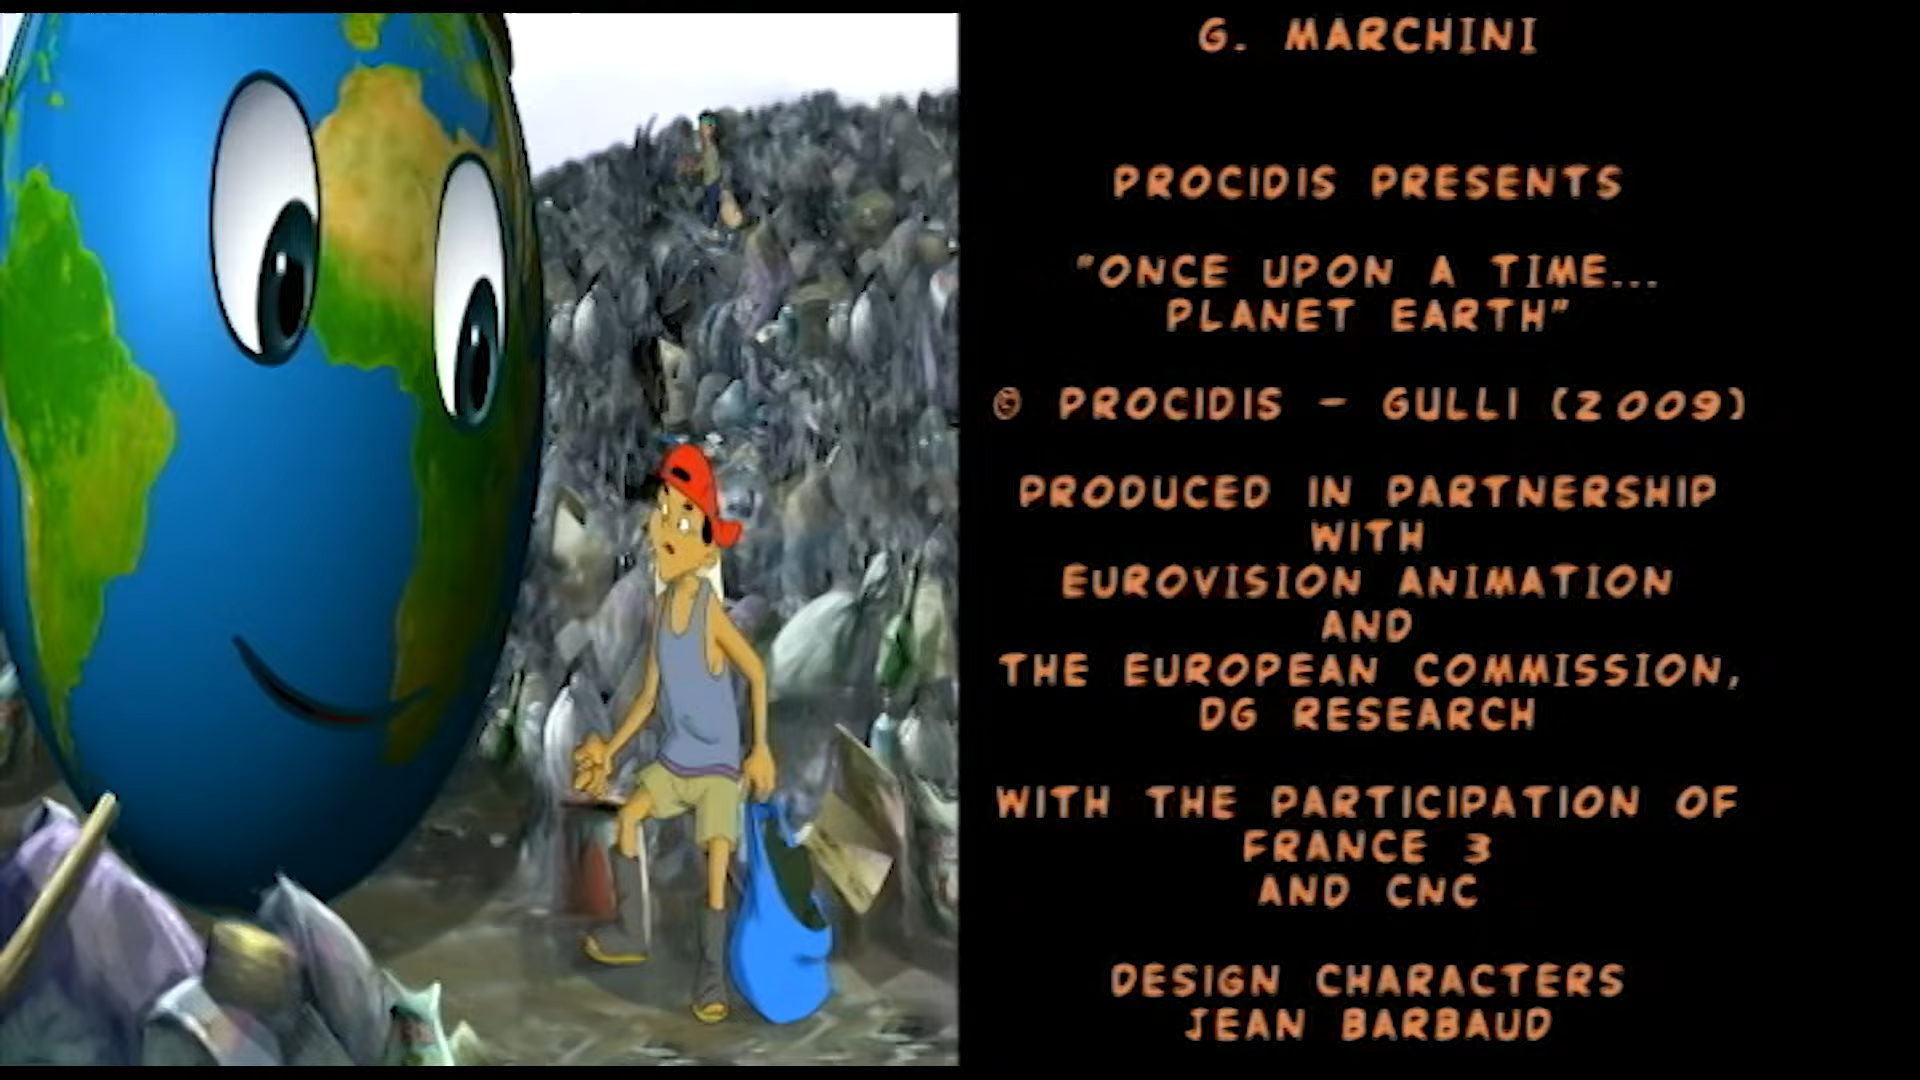 G. MARCHINI
PROCIDIS PRESENTS
"ONCE UPON A TIME...
PLANET EARTH"
© PROCIDIS - GULLI (2009)
PRODUCED IN PARTNERSHIP
WITH
EUROVISION ANIMATION
AND
THE EUROPEAN COMMISSION,
DG RESEARCH
WITH THE PARTICIPATION OF
FRANCE 3
AND CNC
DESIGN CHARACTERS
JEAN BARBAUD